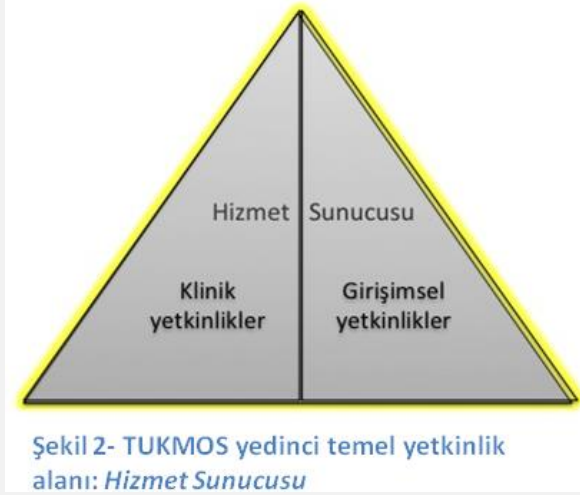 Hizmet Sunucusu
Klinik yetkinlikler
Girişimsel yetkinlikler
Şekil 2- TUKMOS yedinci temel yetkinlik
alanı: Hizmet Sunucusu